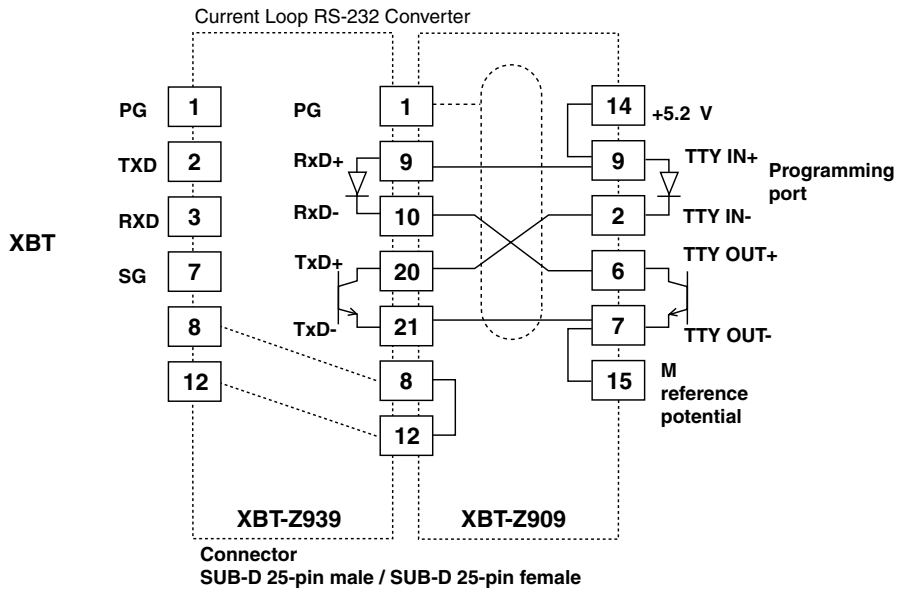 Current Loop RS-232 Converter
PG 1 PG 1 14 +5.2 V
TXD 2 RxD+ 9 9 TTY IN+
Programming
port
RXD 3 RxD- 10 2 TTY IN-
XBT
SG 7 TxD+ 20 6 TTY OUT+
8 TxD- 21 7 TTY OUT-
12 8 15 M
reference
potential
12
XBT-Z939 XBT-Z909
Connector
SUB-D 25-pin male / SUB-D 25-pin female